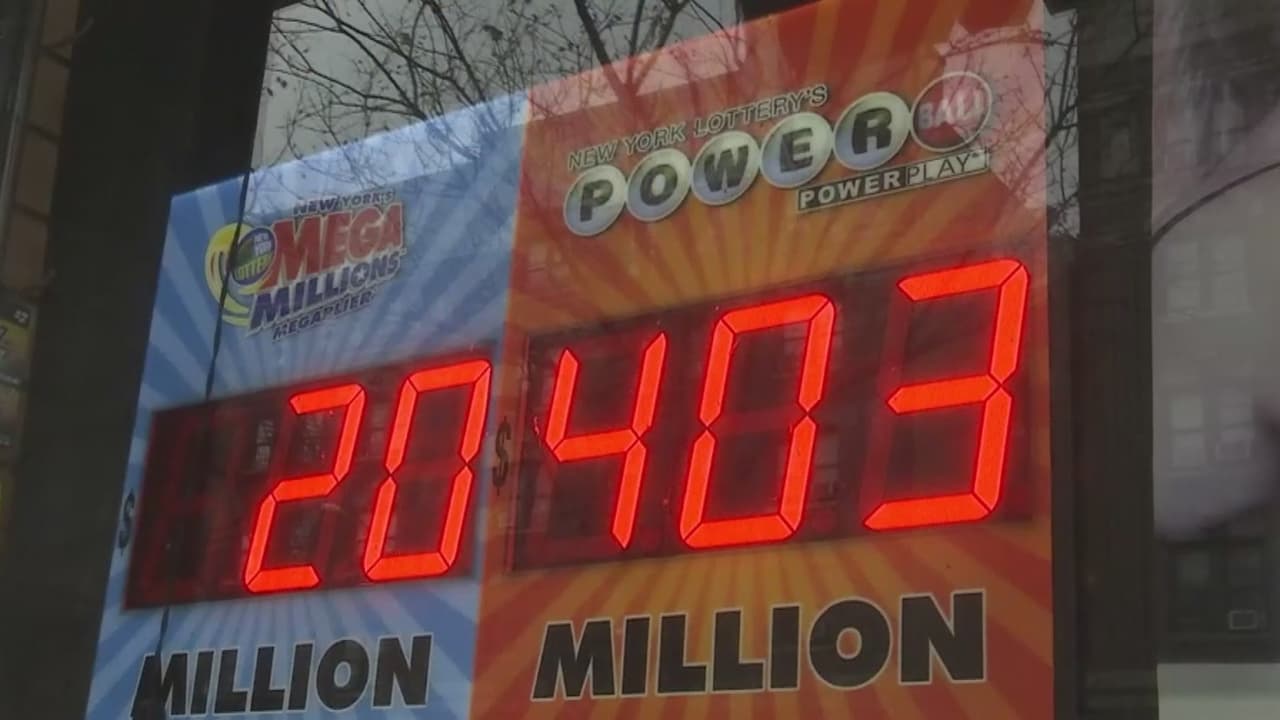 NEW YORK'S
MEGA
MILLIONS
MEGAPLIER
$ 20
MILLION
NEW YORK LOTTERY'S
POWER BALL
POWER PLAY
$ 403
MILLION